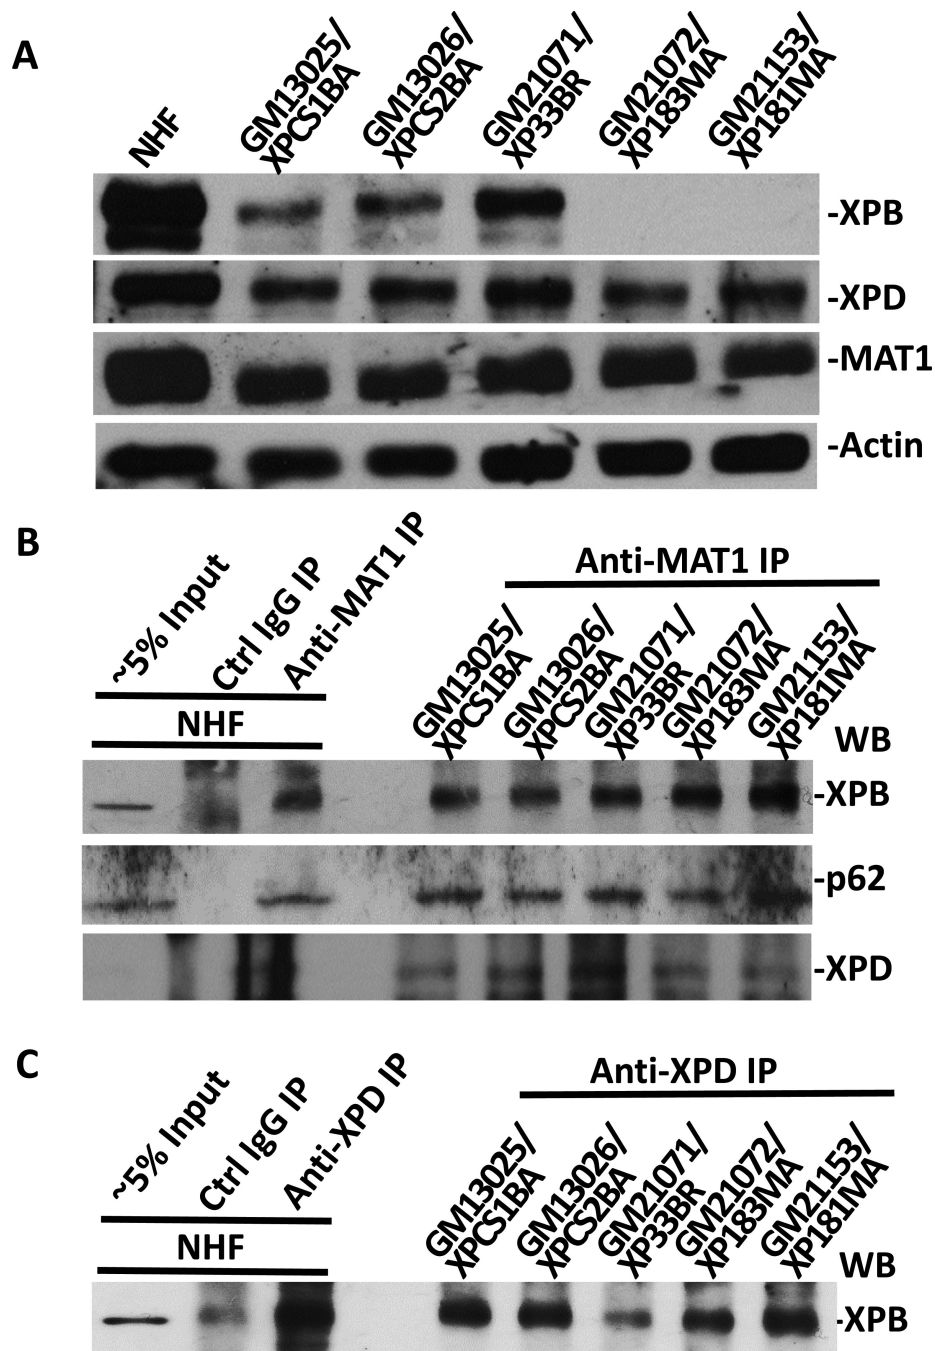 A
NHF
GM13025/
XPCS1BA
GM13026/
XPCS2BA
GM21071/
XP33BR
GM21072/
XP183MA
GM21153/
XP181MA
-XPB
-XPD
-MAT1
-Actin
B
~5% Input
Ctrl IgG IP
Anti-MAT1 IP
NHF
Anti-MAT1 IP
GM13025/
XPCS1BA
GM13026/
XPCS2BA
GM21071/
XP33BR
GM21072/
XP183MA
GM21153/
XP181MA
WB
-XPB
-p62
-XPD
C
~5% Input
Ctrl IgG IP
Anti-XPD IP
NHF
Anti-XPD IP
GM13025/
XPCS1BA
GM13026/
XPCS2BA
GM21071/
XP33BR
GM21072/
XP183MA
GM21153/
XP181MA
WB
-XPB